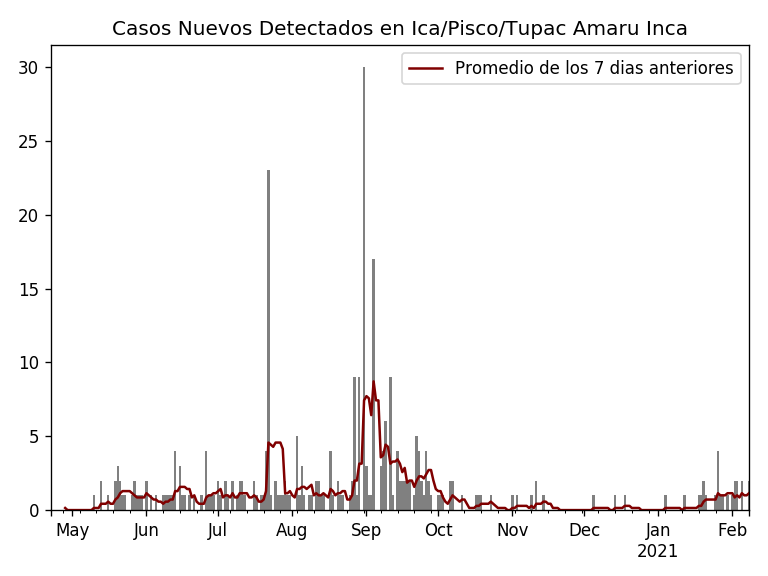 Casos Nuevos Detectados en Ica/Pisco/Tupac Amaru Inca
Promedio de los 7 dias anteriores
30
25
20
15
10
5
0
May Jun Jul Aug Sep Oct Nov Dec Jan Feb
2021